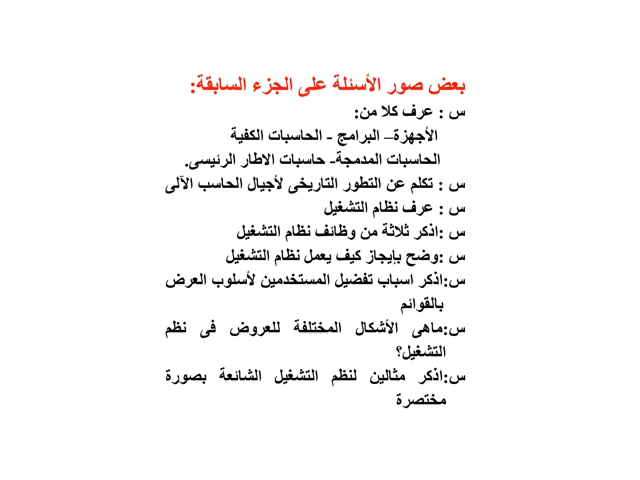 بعض صور الأسئلة على الجزء السابقة:
س : عرف كلا من:
الأجهزة– البرامج - الحاسبات الكفية
الحاسبات المدمجة- حاسبات الاطار الرئيسى.
س : تكلم عن التطور التاريخى لأجيال الحاسب الآلى
س : عرف نظام التشغيل
س :اذكر ثلاثة من وظائف نظام التشغيل
س :وضح بإيجاز كيف يعمل نظام التشغيل
س:اذكر اسباب تفضيل المستخدمين لأسلوب العرض
بالقوائم
س:ماهى الأشكال المختلفة للعروض فى نظم
التشغيل؟
س:اذكر مثالين لنظم التشغيل الشائعة بصورة
مختصرة